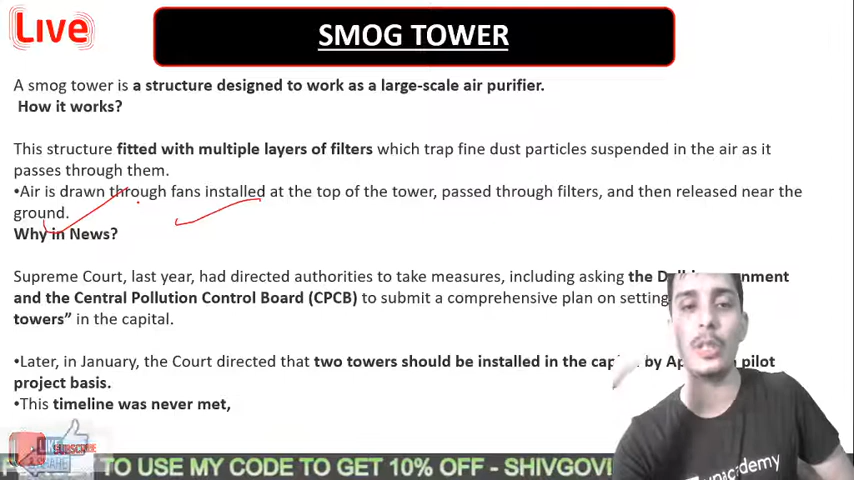 Live
SMOG TOWER
A smog tower is a structure designed to work as a large-scale air purifier.
How it works?
This structure fitted with multiple layers of filters which trap fine dust particles suspended in the air as it
passes through them.
•Air is drawn through fans installed at the top of the tower, passed through filters, and then released near the
ground.
Why in News?
Supreme Court, last year, had directed authorities to take measures, including asking the
and the Central Pollution Control Board (CPCB) to submit a comprehensive plan on setting
towers” in the capital.
•Later, in January, the Court directed that two towers should be installed in the by pilot
project basis.
•This timeline was never met,
LIKE
SUBSCRIBE
SHARE
TO USE MY CODE TO GET 10% OFF - SHIVGOV